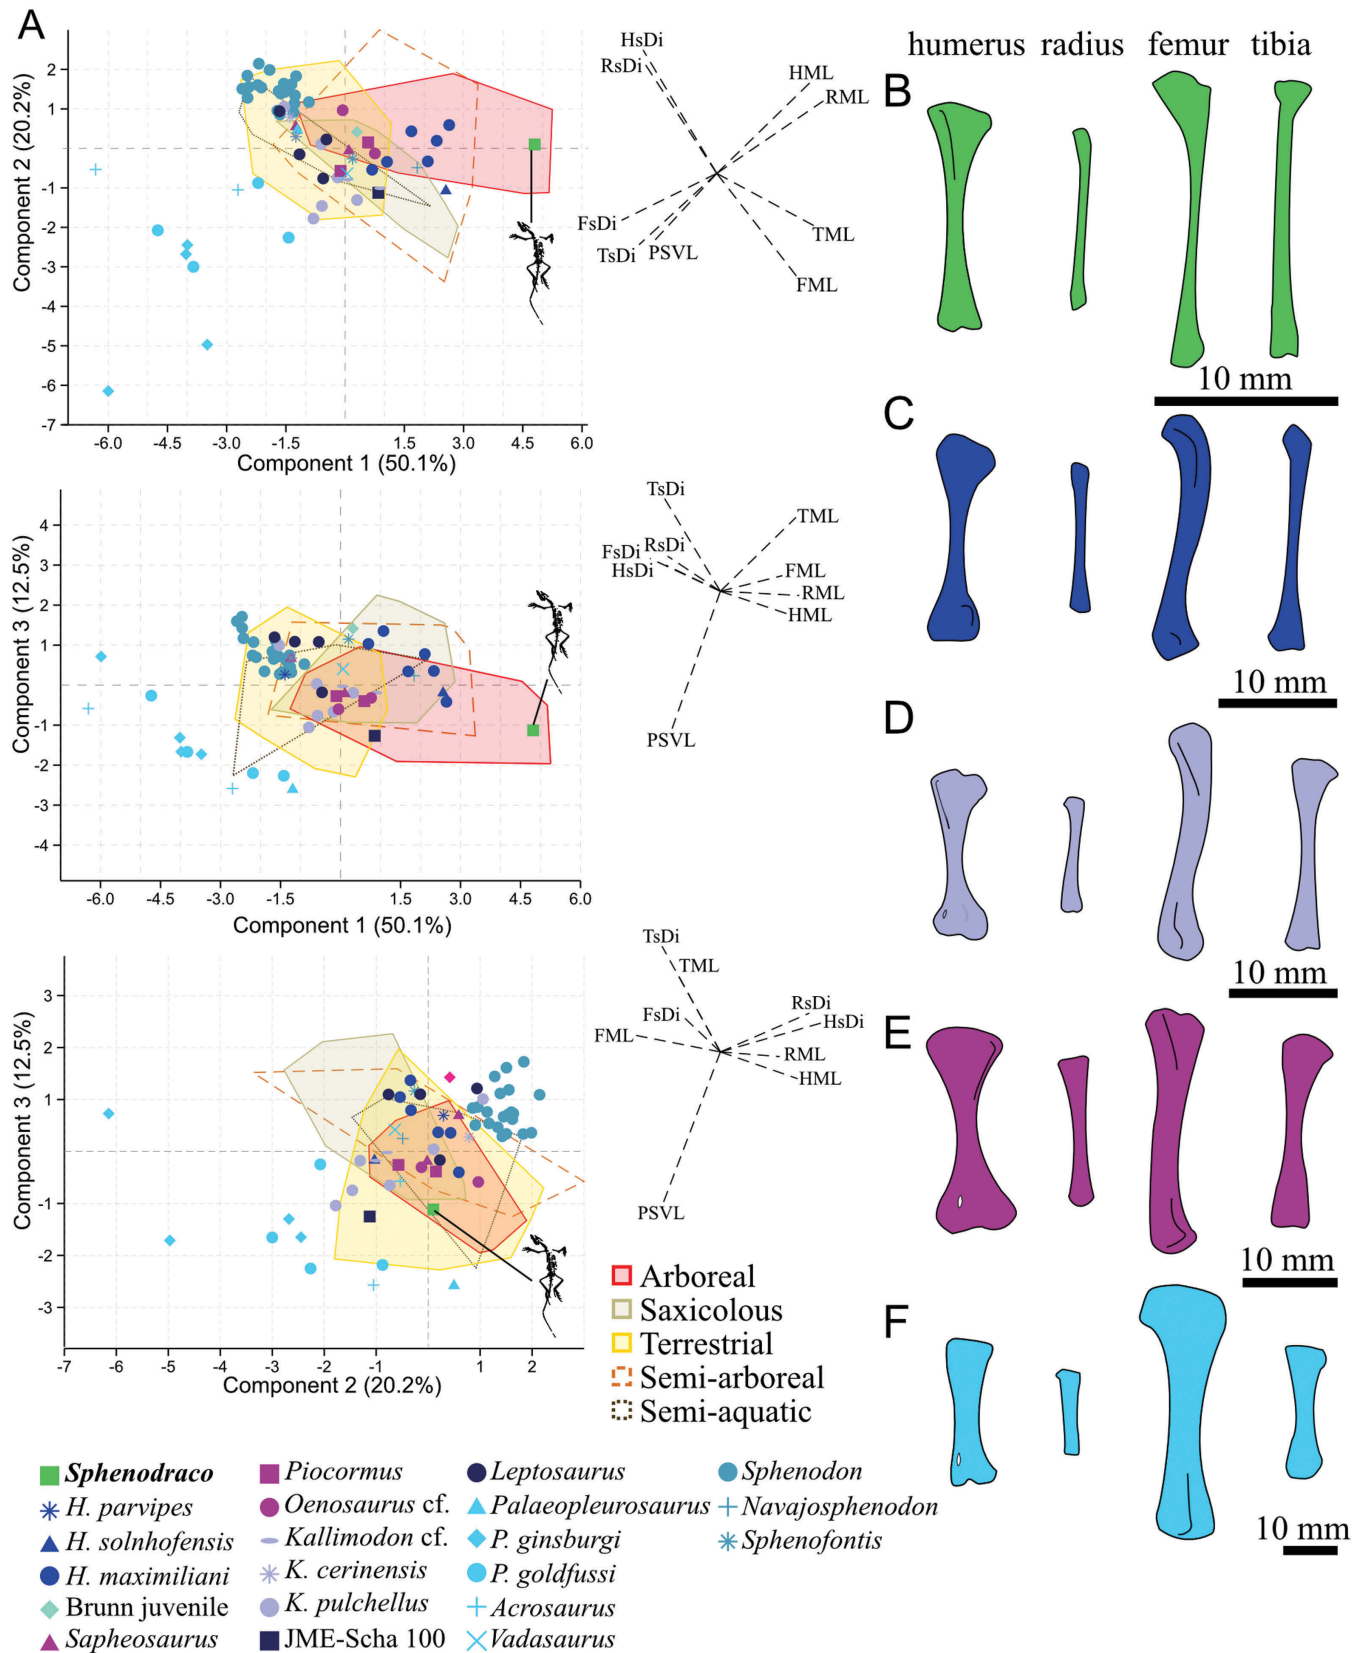 A
humerus radius femur tibia
B
C
D
E
F
10 mm
10 mm
10 mm
10 mm
10 mm
Component 2 (20.2%)
2
1
-1
-2
-3
-4
-5
-6
-7
-6.0 -4.5 -3.0 -1.5 1.5 3.0 4.5 6.0
Component 1 (50.1%)
HsDi
RsDi
HML
RML
FsDi
TsDi PSVL
TML
FML
Component 3 (12.5%)
4
3
2
1
-1
-2
-3
-4
-6.0 -4.5 -3.0 -1.5 1.5 3.0 4.5 6.0
Component 1 (50.1%)
TsDi
TML
FsDi RsDi
HsDi
FML
RML
HML
PSVL
Component 3 (12.5%)
3
2
1
-1
-2
-3
-7 -6 -5 -4 -3 -2 -1 1 2
Component 2 (20.2%)
TsDi
TML
FsDi
FML
RsDi
HsDi
RML
HML
PSVL
Arboreal
Saxicolous
Terrestrial
Semi-arboreal
Semi-aquatic
Sphenodraco
H. parvipes
H. solnhofensis
H. maximiliani
Brunn juvenile
Sapheosaurus
Piocormus
Oenosaurus cf.
Kallimodon cf.
K. cerinensis
K. pulchellus
JME-Scha 100
Leptosaurus
Palaeopleurosaurus
P. ginsburgi
P. goldfussi
Acrosaurus
Vadasaurus
Sphenodon
Navajosphenodon
Sphenofontis